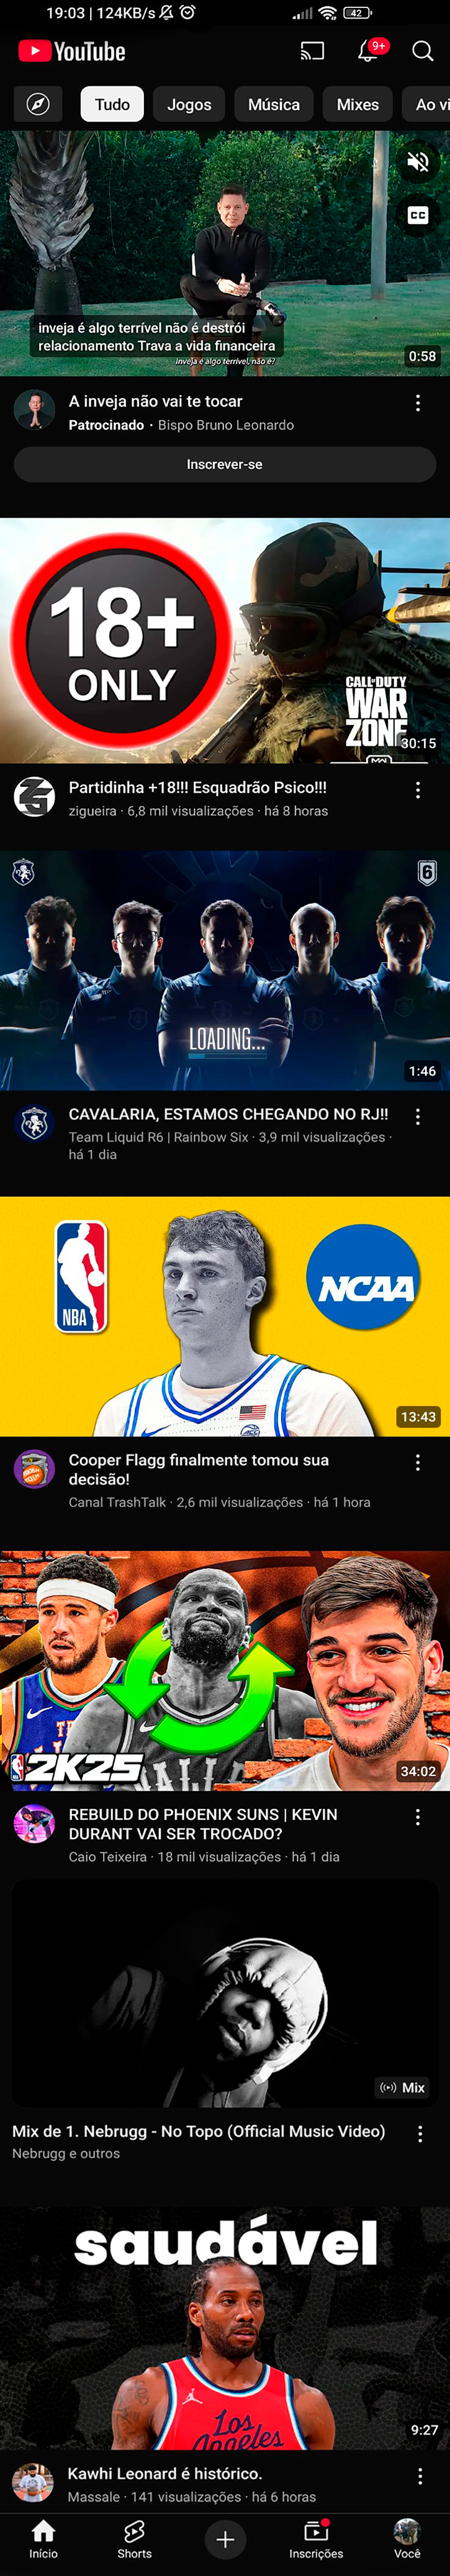 19:03 | 124KB/s
42
YouTube
9+
Tudo
Jogos
Música
Mixes
Ao vi
CC
inveja é algo terrível não é destrói
relacionamento Trava a vida financeira
Inveja é algo terrível, não é?
0:58
A inveja não vai te tocar
Patrocinado · Bispo Bruno Leonardo
Inscrever-se
18+
ONLY
CALL OF DUTY
WAR
ZONE
30:15
Partidinha +18!!! Esquadrão Psico!!!
zigueira · 6,8 mil visualizações · há 8 horas
6
LOADING...
1:46
CAVALARIA, ESTAMOS CHEGANDO NO RJ!!
Team Liquid R6 | Rainbow Six · 3,9 mil visualizações ·
há 1 dia
NBA
NCAA
13:43
Cooper Flagg finalmente tomou sua
decisão!
Canal TrashTalk · 2,6 mil visualizações · há 1 hora
2K25
34:02
REBUILD DO PHOENIX SUNS | KEVIN
DURANT VAI SER TROCADO?
Caio Teixeira · 18 mil visualizações · há 1 dia
Mix
Mix de 1. Nebrugg - No Topo (Official Music Video)
Nebrugg e outros
saudável
Los
Angeles
9:27
Kawhi Leonard é histórico.
Massale · 141 visualizações · há 6 horas
Início
Shorts
Inscrições
Você